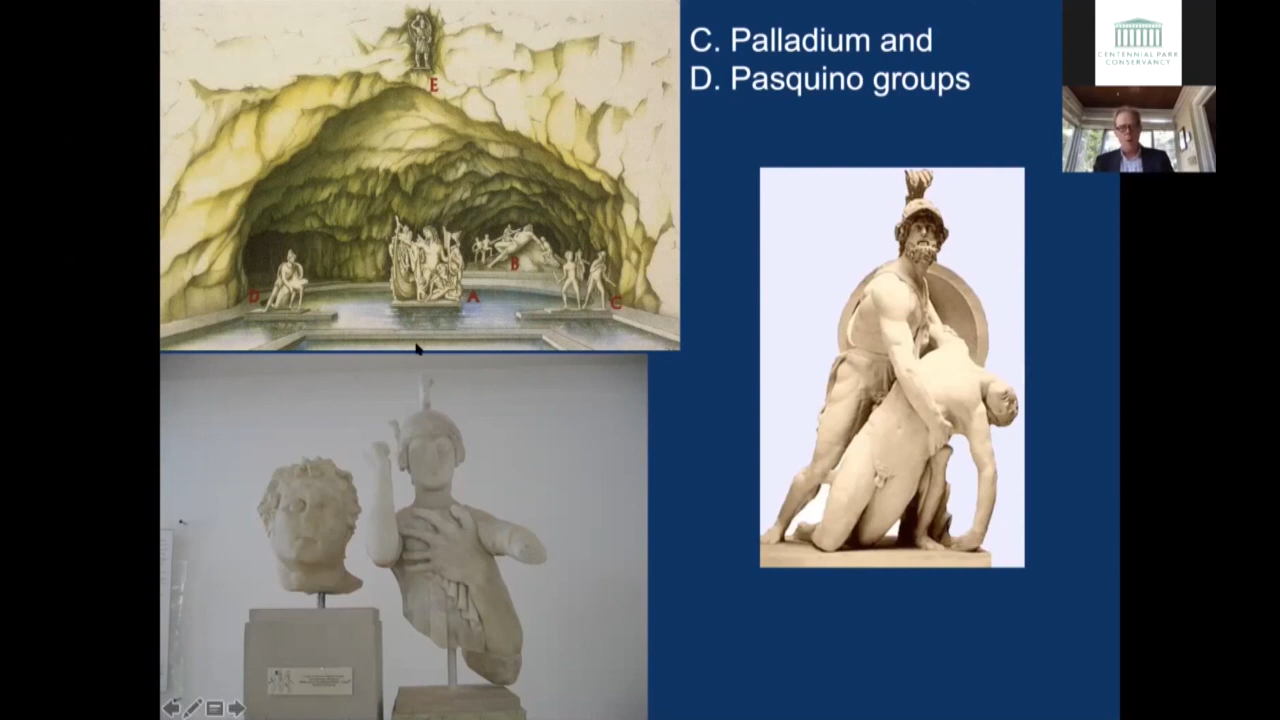 C. Palladium and
D. Pasquino groups
CENTENNIAL PARK
CONSERVANCY
E
B
D
A
C